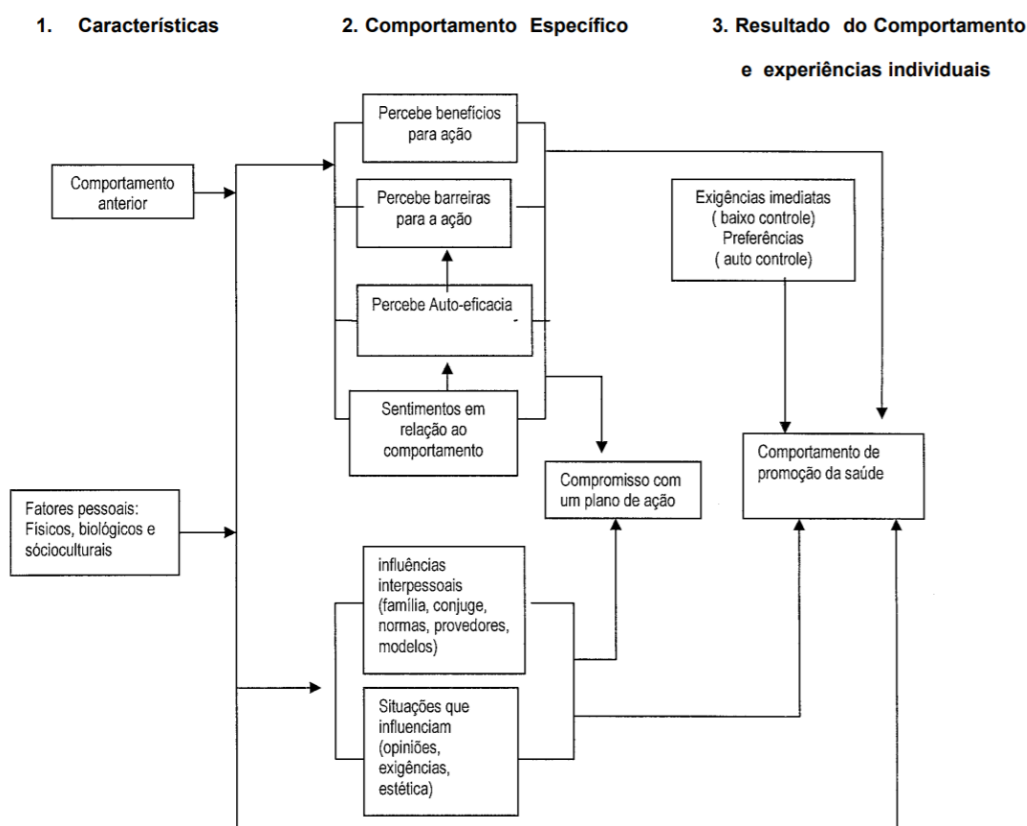 1. Características
2. Comportamento Específico
3. Resultado do Comportamento
e experiências individuais
Percebe benefícios
para ação
Comportamento
anterior
Percebe barreiras
para a ação
Exigências imediatas
( baixo controle)
Preferências
( auto controle)
Percebe Auto-eficacia
Sentimentos em
relação ao
comportamento
Comportamento de
promoção da saúde
Compromisso com
um plano de ação
Fatores pessoais:
Físicos, biológicos e
sócioculturais
influências
interpessoais
(família, conjuge,
normas, provedores,
modelos)
Situações que
influenciam
(opiniões,
exigências,
estética)